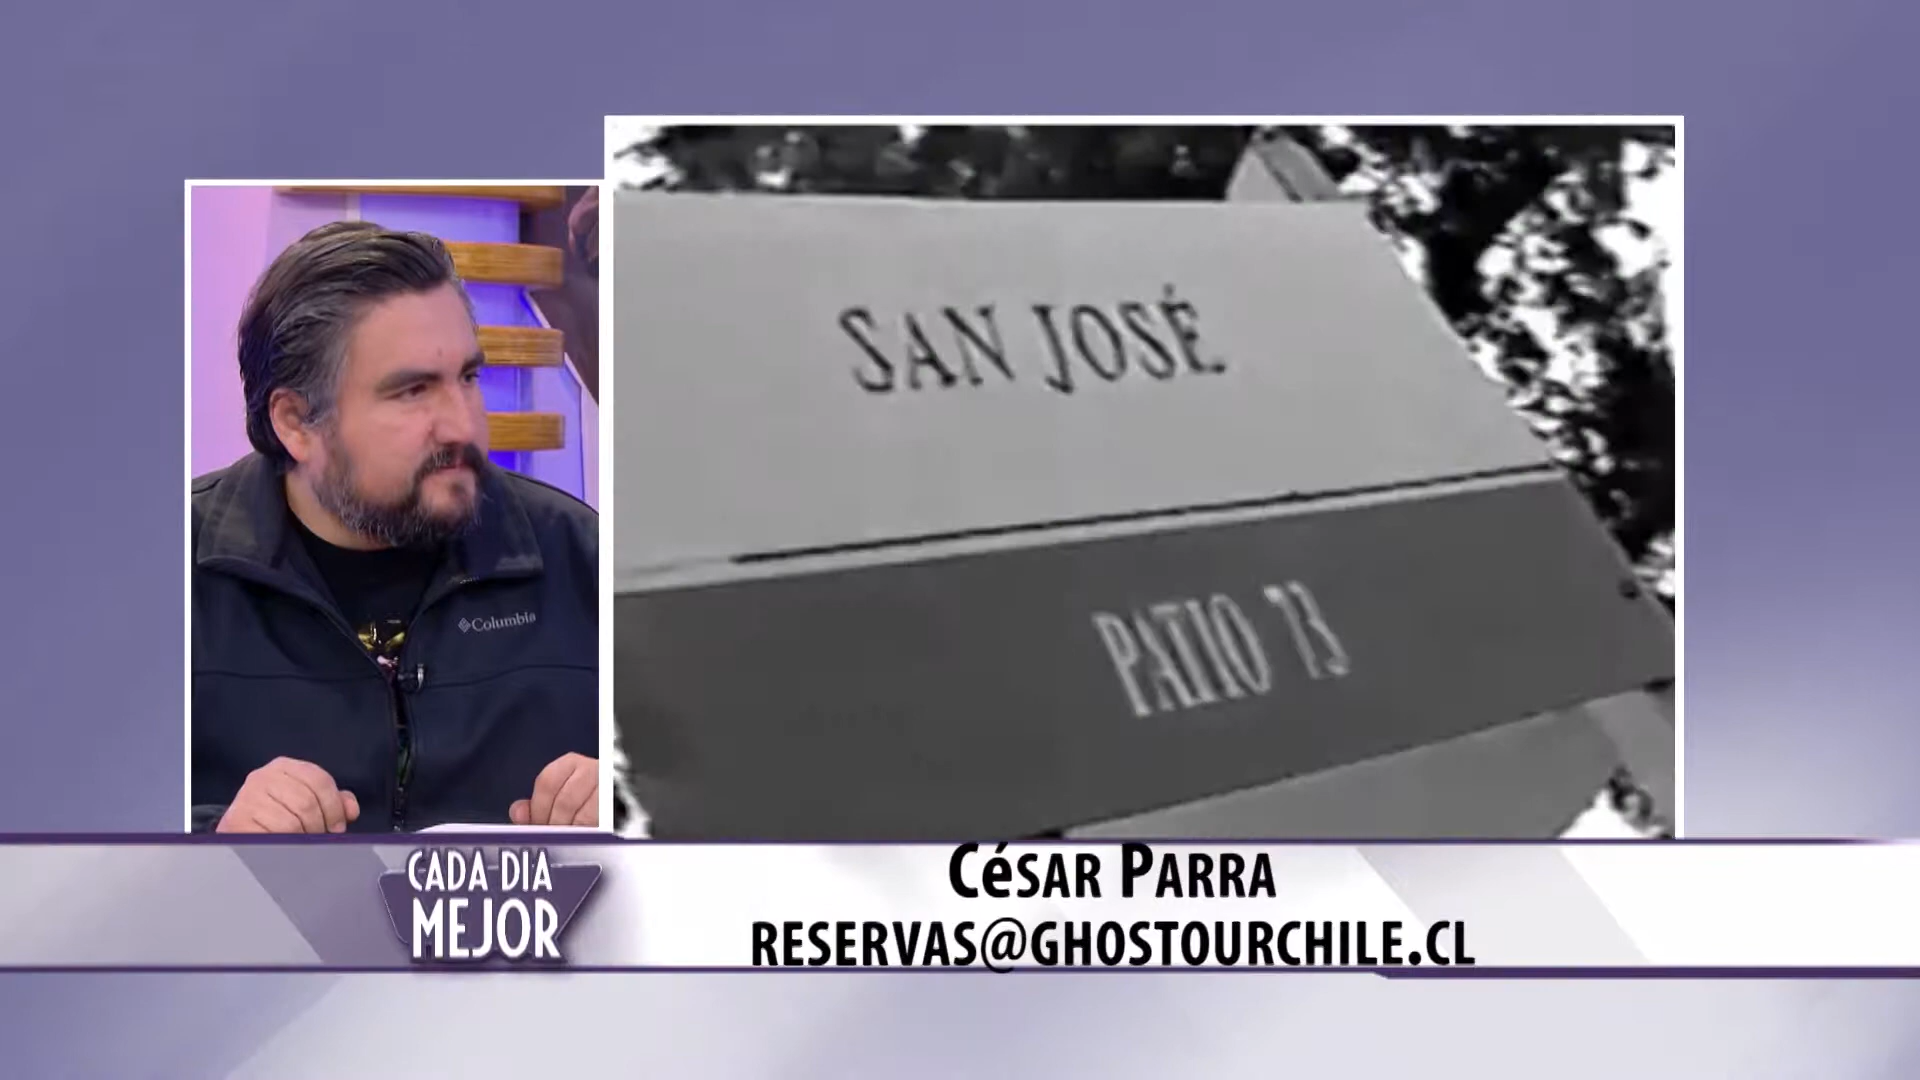 SAN JOSÉ
PATIO 73
Columbia
CADA DIA
MEJOR
CéSAR PARRA
RESERVAS@GHOSTOURCHILE.CL